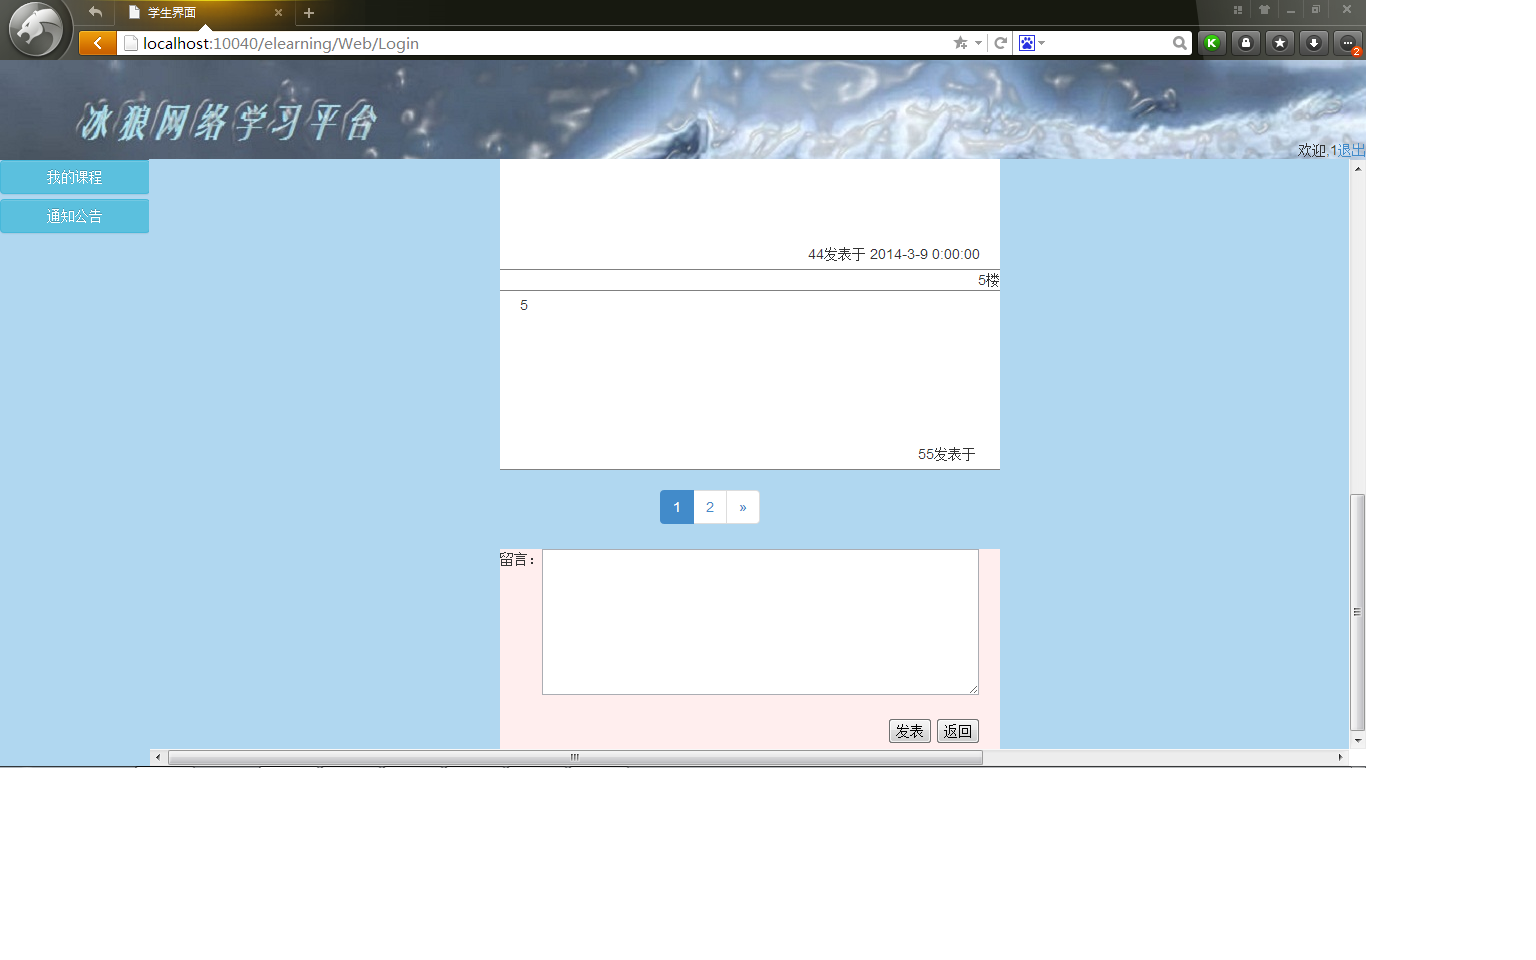 学生界面
localhost:10040/elearning/Web/Login
2
冰狼网络学习平台
欢迎,1退出
我的课程
通知公告
44发表于 2014-3-9 0:00:00
5楼
5
55发表于
1 2 »
留言：
发表 返回